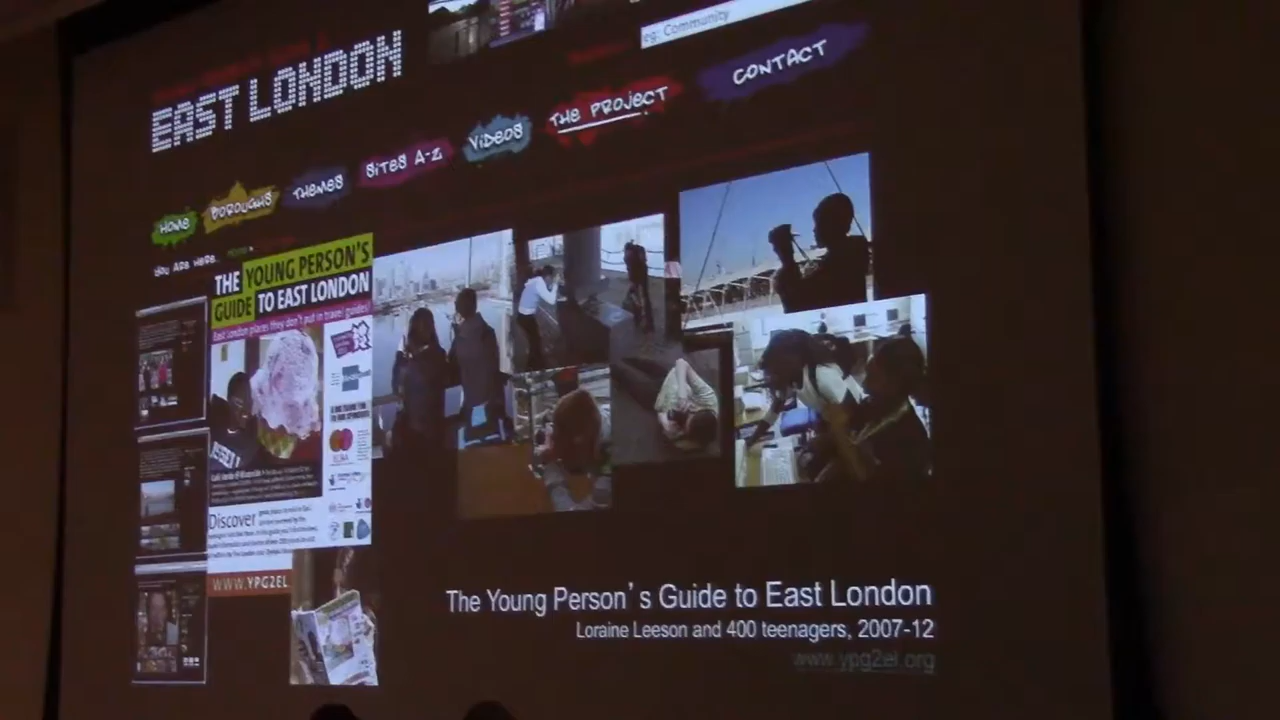 EAST LONDON
eg: Community
HOME
BOROUGHS
THEMES
SITES A-Z
VIDEOS
THE PROJECT
CONTACT
YOU ARE HERE
THE YOUNG PERSON'S
GUIDE TO EAST LONDON
East London places they don't put in travel guides!
Discover
WWW.YPG2EL
The Young Person's Guide to East London
Loraine Leeson and 400 teenagers, 2007-12
www.ypg2el.org